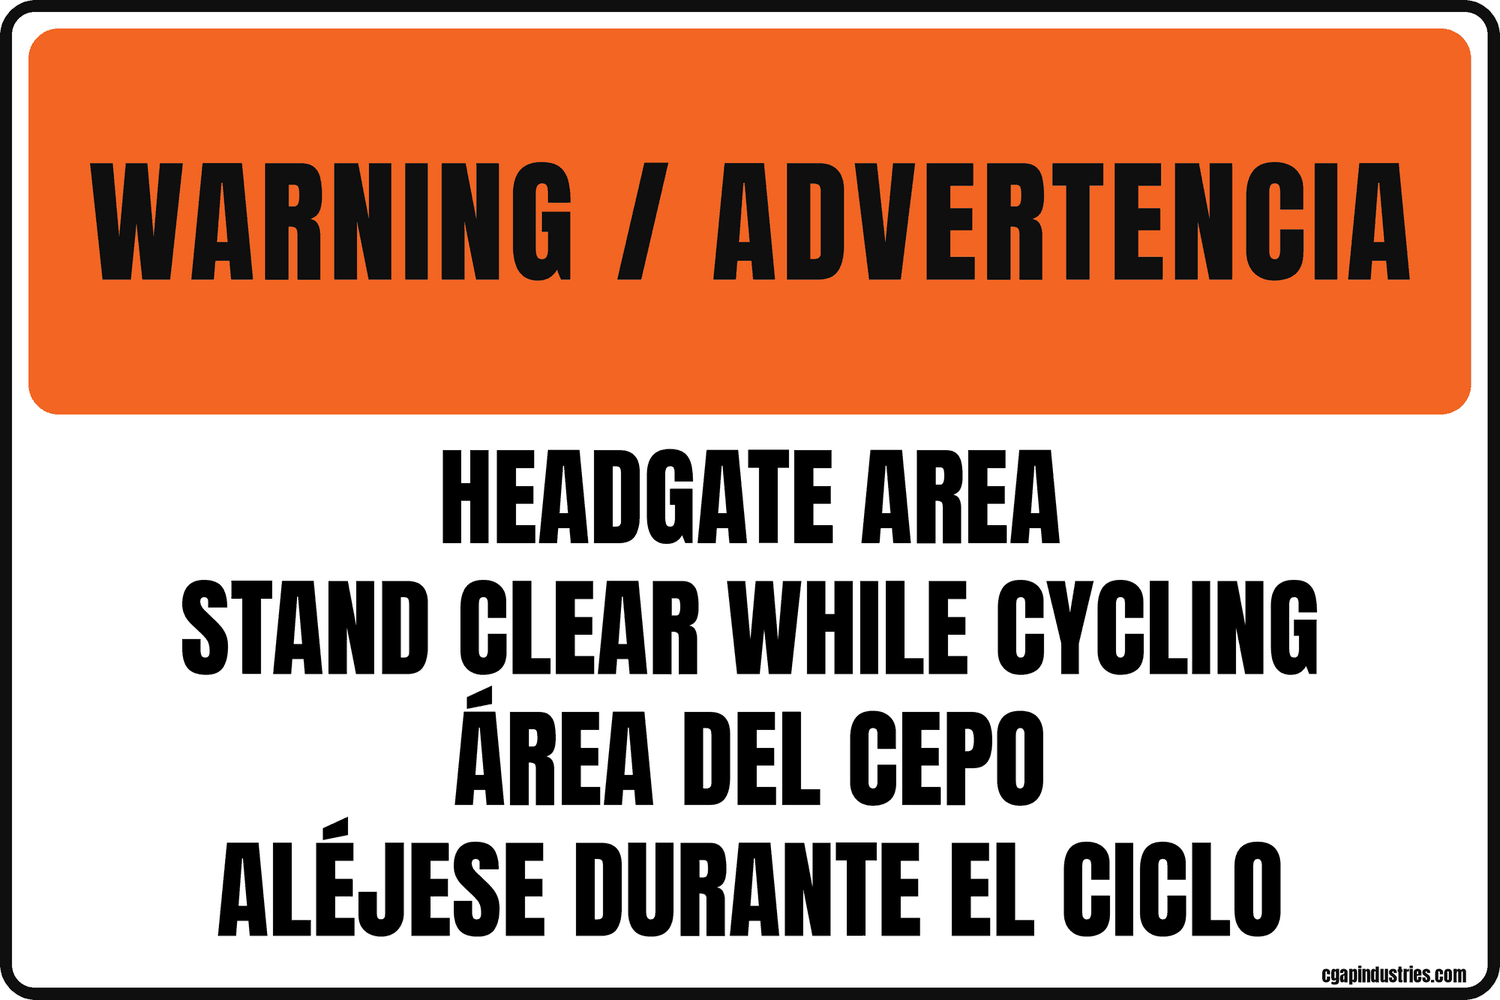 WARNING / ADVERTENCIA
HEADGATE AREA
STAND CLEAR WHILE CYCLING
ÁREA DEL CEPO
ALÉJESE DURANTE EL CICLO
cgapindustries.com